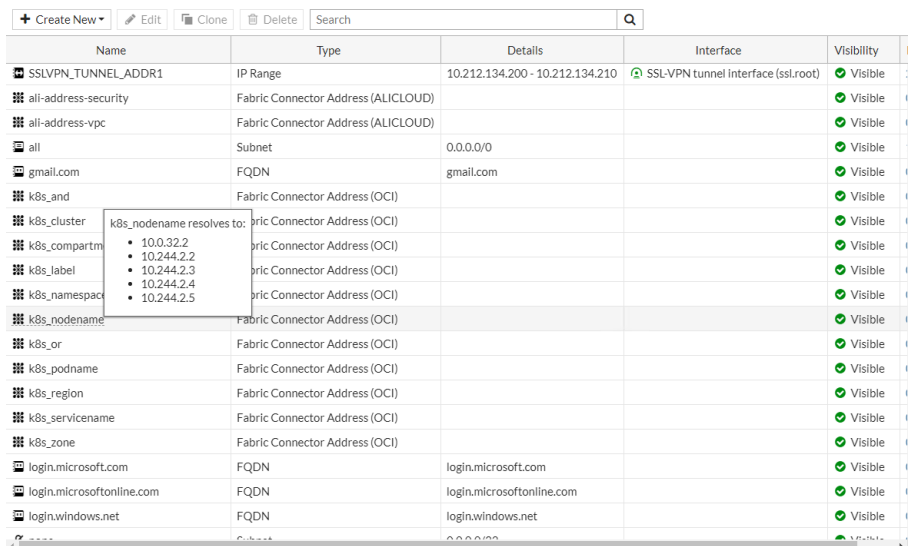 Create New Edit Clone Delete Search
Name Type Details Interface Visibility
SSLVPN_TUNNEL_ADDR1 IP Range 10.212.134.200 - 10.212.134.210 SSL-VPN tunnel interface (ssl.root) Visible
ali-address-security Fabric Connector Address (ALICLOUD) Visible
ali-address-vpc Fabric Connector Address (ALICLOUD) Visible
all Subnet 0.0.0.0/0 Visible
gmail.com FQDN gmail.com Visible
k8s_and Fabric Connector Address (OCI) Visible
k8s_cluster bric Connector Address (OCI) Visible
k8s_compartm bric Connector Address (OCI) Visible
k8s_label bric Connector Address (OCI) Visible
k8s_namespace bric Connector Address (OCI) Visible
k8s_nodename resolves to:
10.0.32.2
10.244.2.2
10.244.2.3
10.244.2.4
10.244.2.5
k8s_nodename Fabric Connector Address (OCI) Visible
k8s_or Fabric Connector Address (OCI) Visible
k8s_podname Fabric Connector Address (OCI) Visible
k8s_region Fabric Connector Address (OCI) Visible
k8s_servicename Fabric Connector Address (OCI) Visible
k8s_zone Fabric Connector Address (OCI) Visible
login.microsoft.com FQDN login.microsoft.com Visible
login.microsoftonline.com FQDN login.microsoftonline.com Visible
login.windows.net FQDN login.windows.net Visible